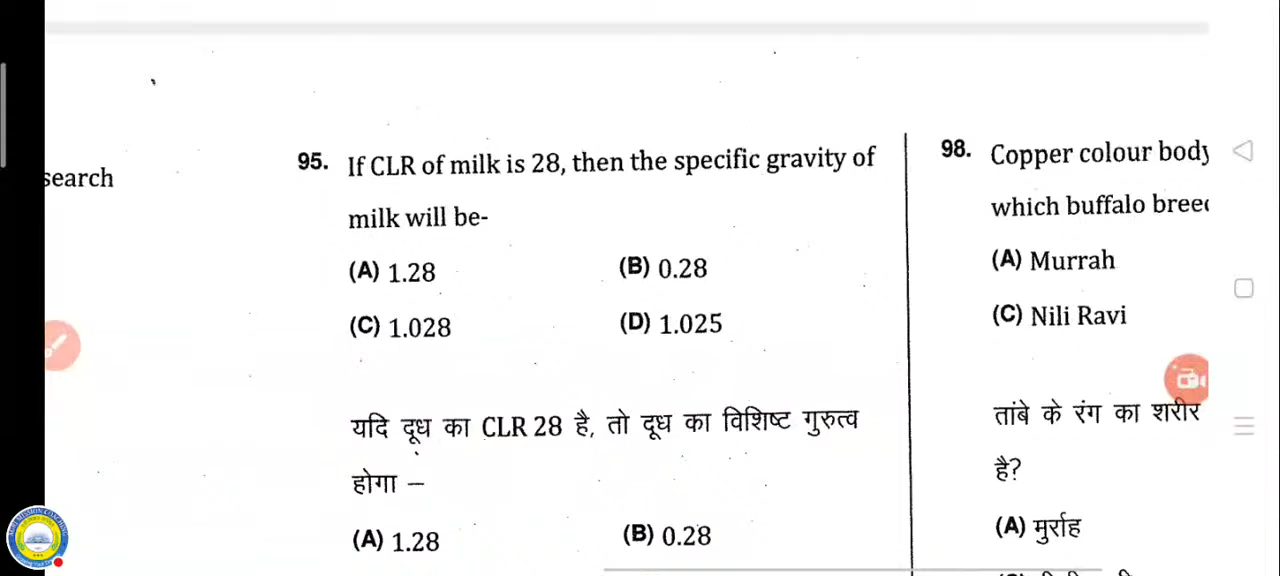 search
95. If CLR of milk is 28, then the specific gravity of
milk will be-
(A) 1.28 (B) 0.28
(C) 1.028 (D) 1.025
यदि दूध का CLR 28 है, तो दूध का विशिष्ट गुरुत्व
होगा –
(A) 1.28 (B) 0.28
98. Copper colour body
which buffalo bree
(A) Murrah
(C) Nili Ravi
तांबे के रंग का शरीर
है?
(A) मुर्राह